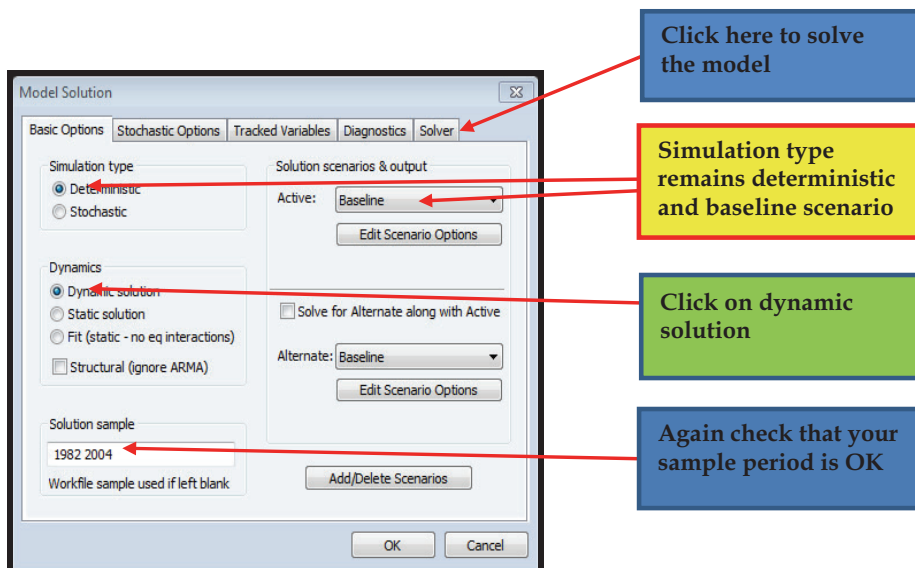 Click here to solve
the model
Model Solution
Basic Options Stochastic Options Tracked Variables Diagnostics Solver
Simulation type
Deterministic
Stochastic
Solution scenarios & output
Active: Baseline
Edit Scenario Options
Simulation type
remains deterministic
and baseline scenario
Dynamics
Dynamic solution
Static solution
Fit (static - no eq interactions)
Structural (ignore ARMA)
Solve for Alternate along with Active
Alternate: Baseline
Edit Scenario Options
Click on dynamic
solution
Solution sample
1982 2004
Workfile sample used if left blank
Add/Delete Scenarios
Again check that your
sample period is OK
OK Cancel